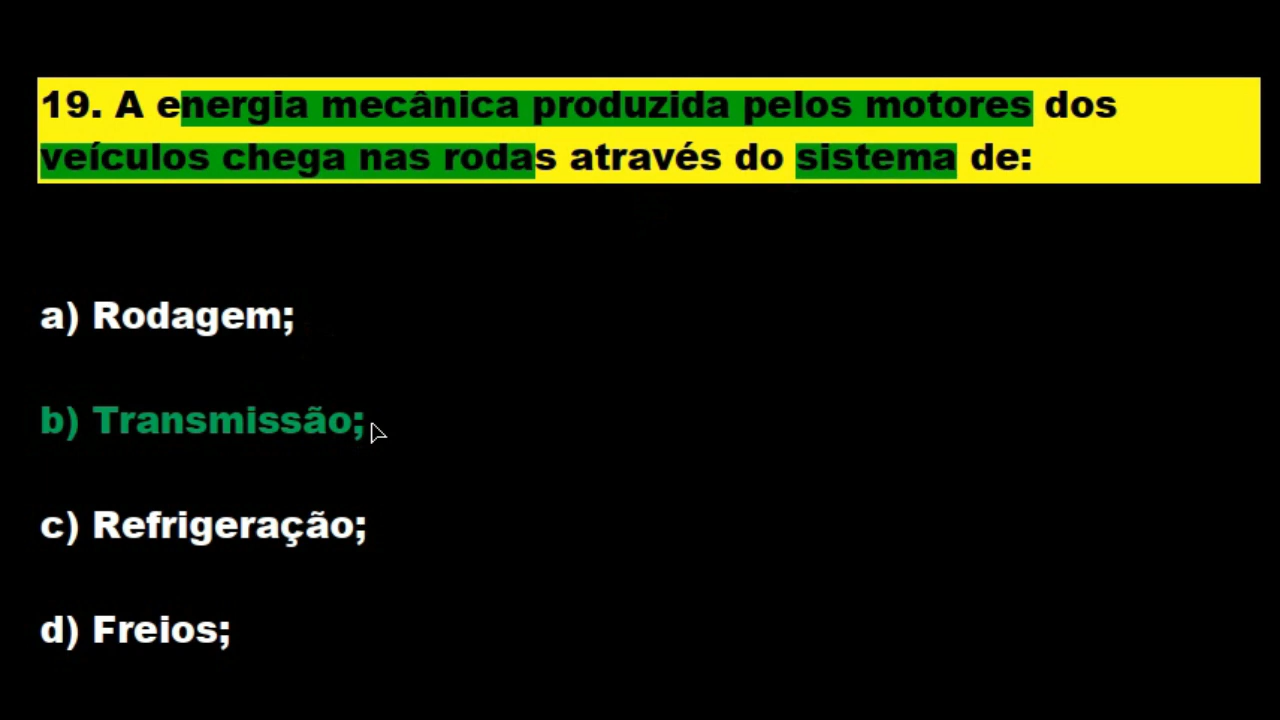 19. A energia mecânica produzida pelos motores dos
veículos chega nas rodas através do sistema de:
a) Rodagem;
b) Transmissão;
c) Refrigeração;
d) Freios;